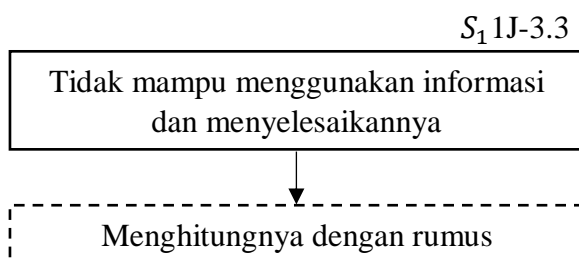 S₁1J-3.3
Tidak mampu menggunakan informasi
dan menyelesaikannya
Menghitungnya dengan rumus